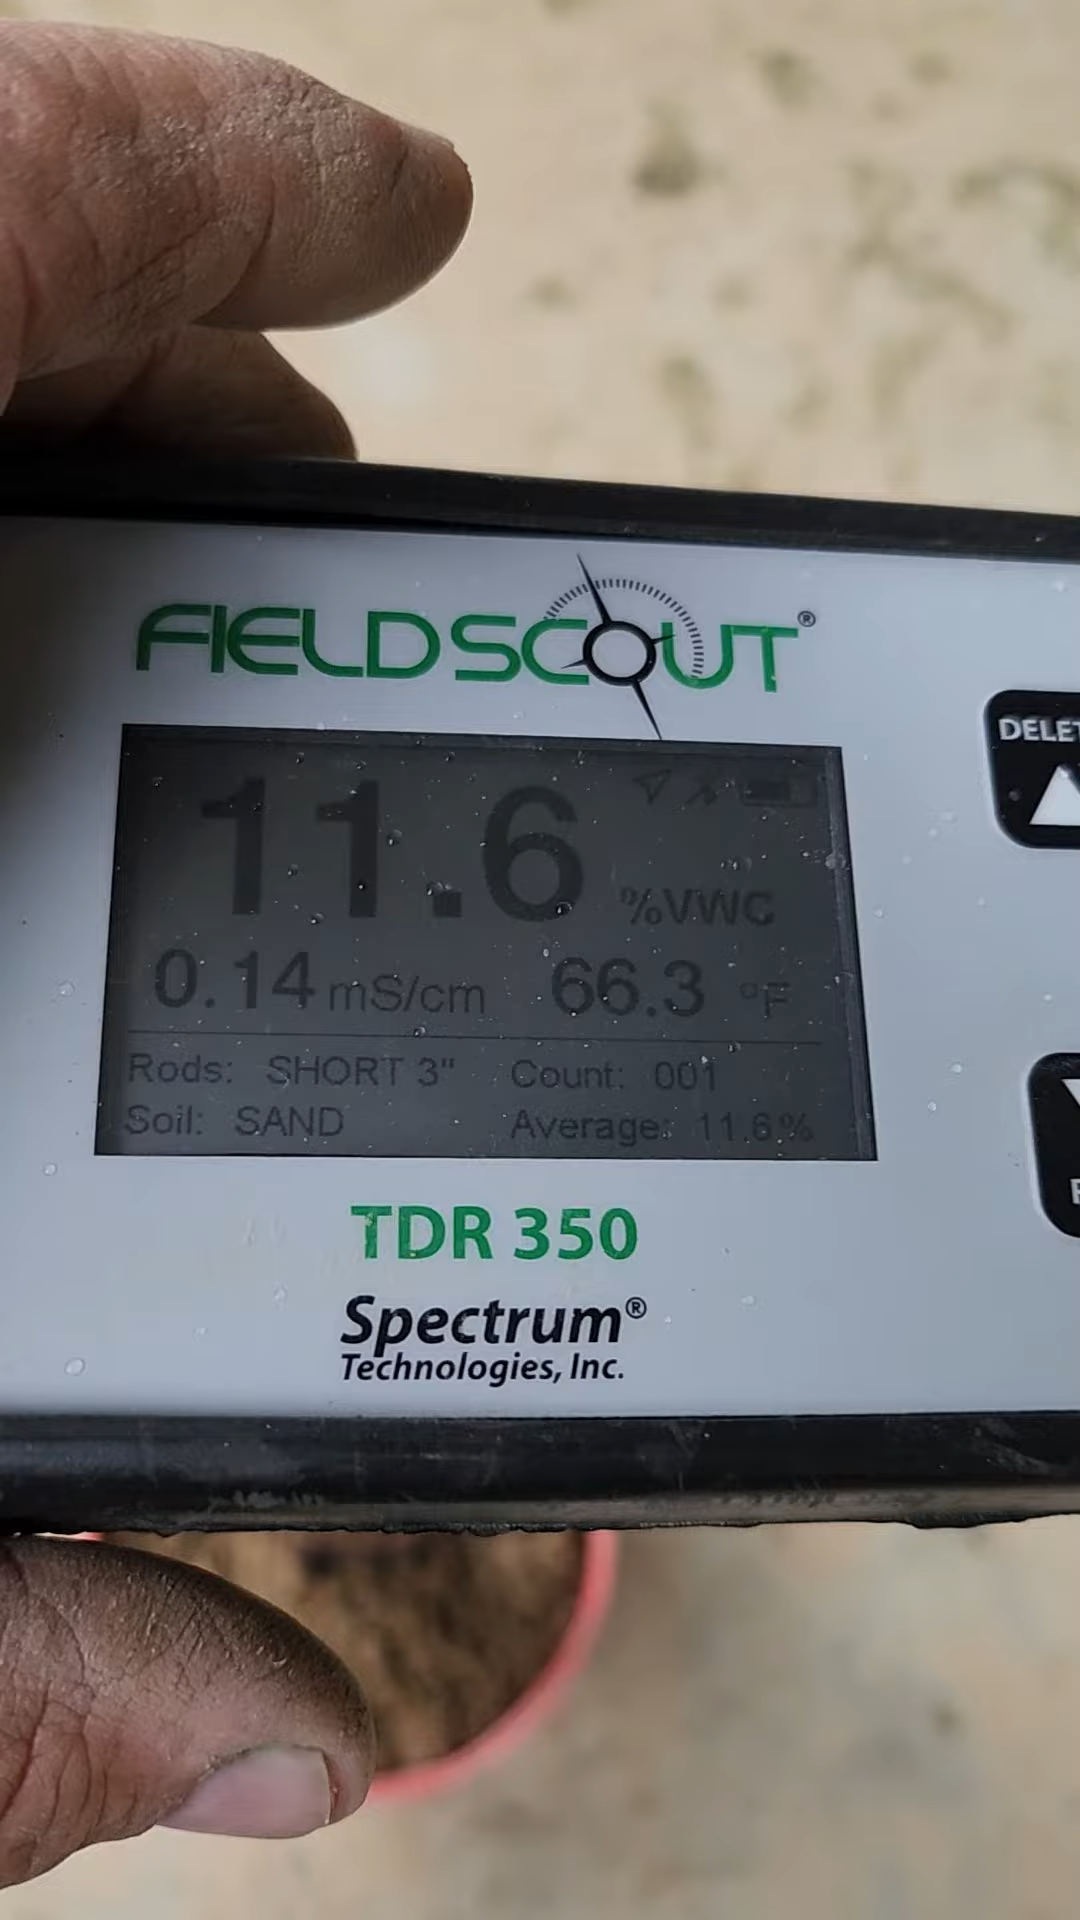 FIELDSCOUT®
11.6 %VWC
0.14 mS/cm 66.3 °F
Rods: SHORT 3" Count: 001
Soil: SAND Average: 11.6%
TDR 350
Spectrum®
Technologies, Inc.